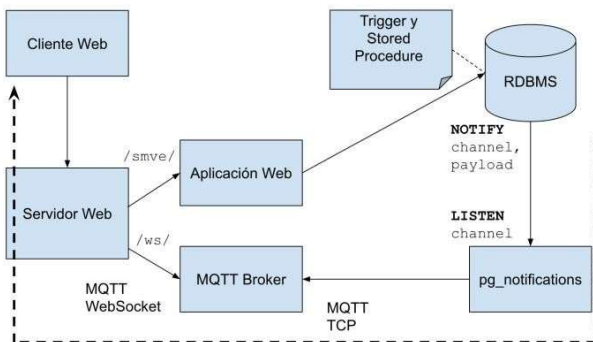 Cliente Web
Trigger y
Stored
Procedure
RDBMS
NOTIFY
channel,
payload
/smve/
Aplicación Web
Servidor Web
LISTEN
channel
/ws/
MQTT Broker
pg_notifications
MQTT
WebSocket
MQTT
TCP